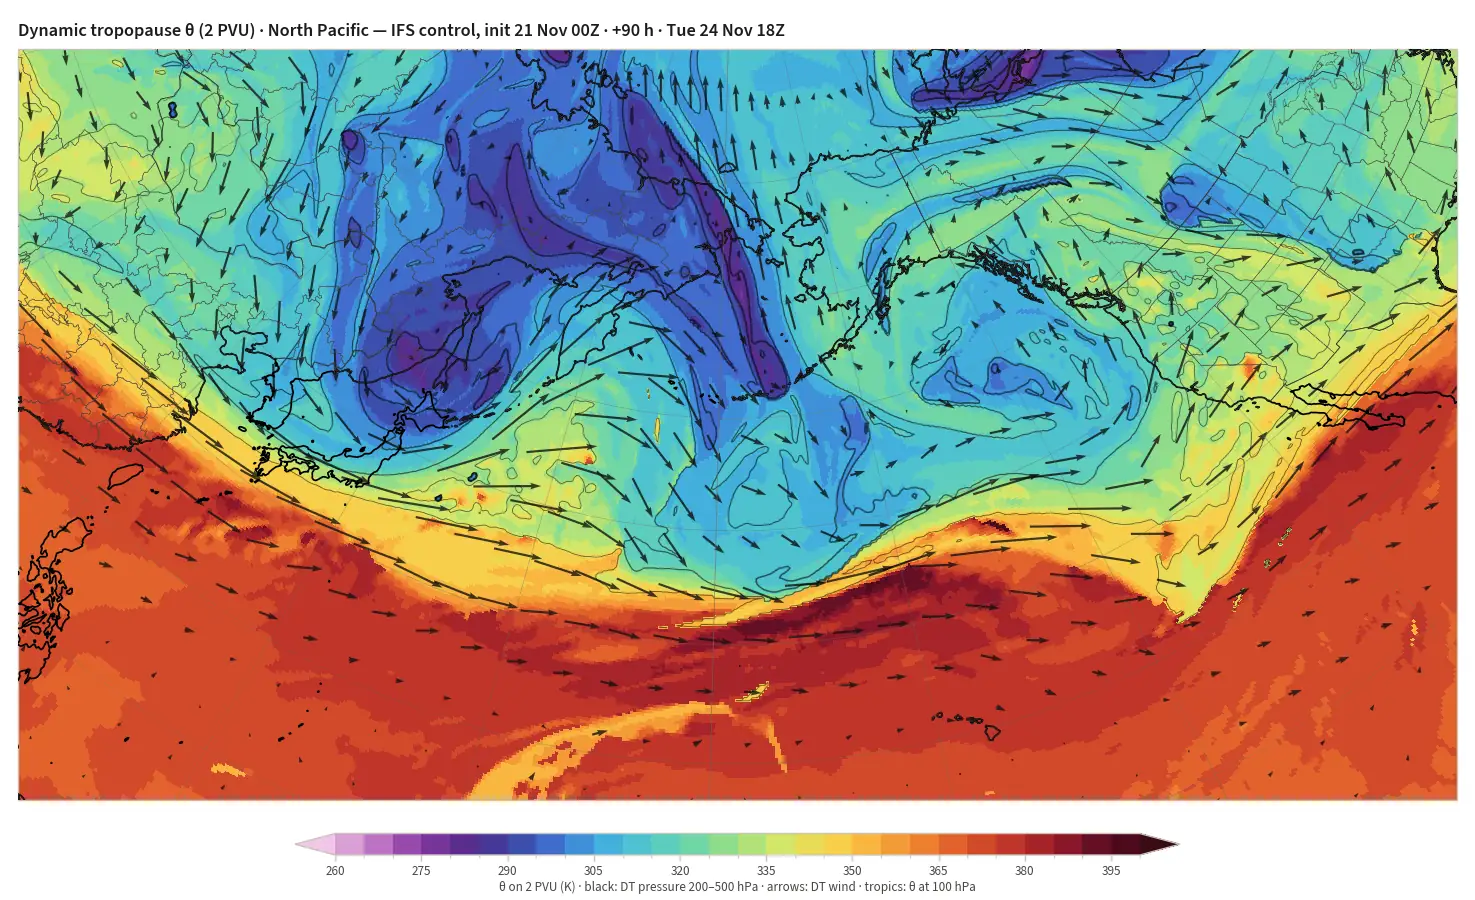 Dynamic tropopause θ (2 PVU) · North Pacific — IFS control, init 21 Nov 00Z · +90 h · Tue 24 Nov 18Z
260 275 290 305 320 335 350 365 380 395
θ on 2 PVU (K) · black: DT pressure 200–500 hPa · arrows: DT wind · tropics: θ at 100 hPa